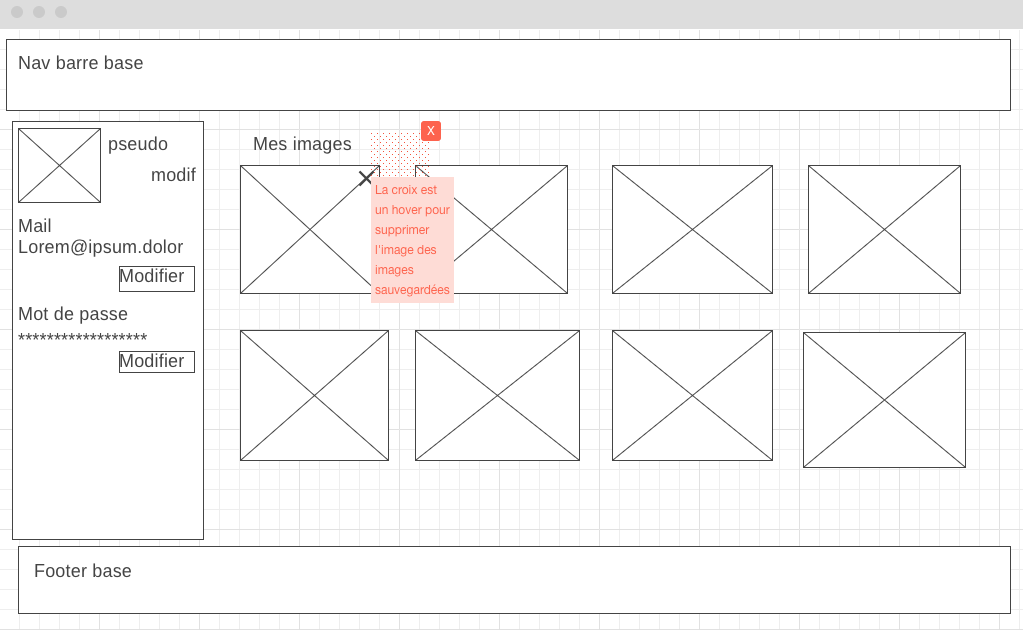 Nav barre base
pseudo
modif
Mail
Lorem@ipsum.dolor
Modifier
Mot de passe
******************
Modifier
Mes images
X
La croix est
un hover pour
supprimer
l'image des
images
sauvegardées
Footer base